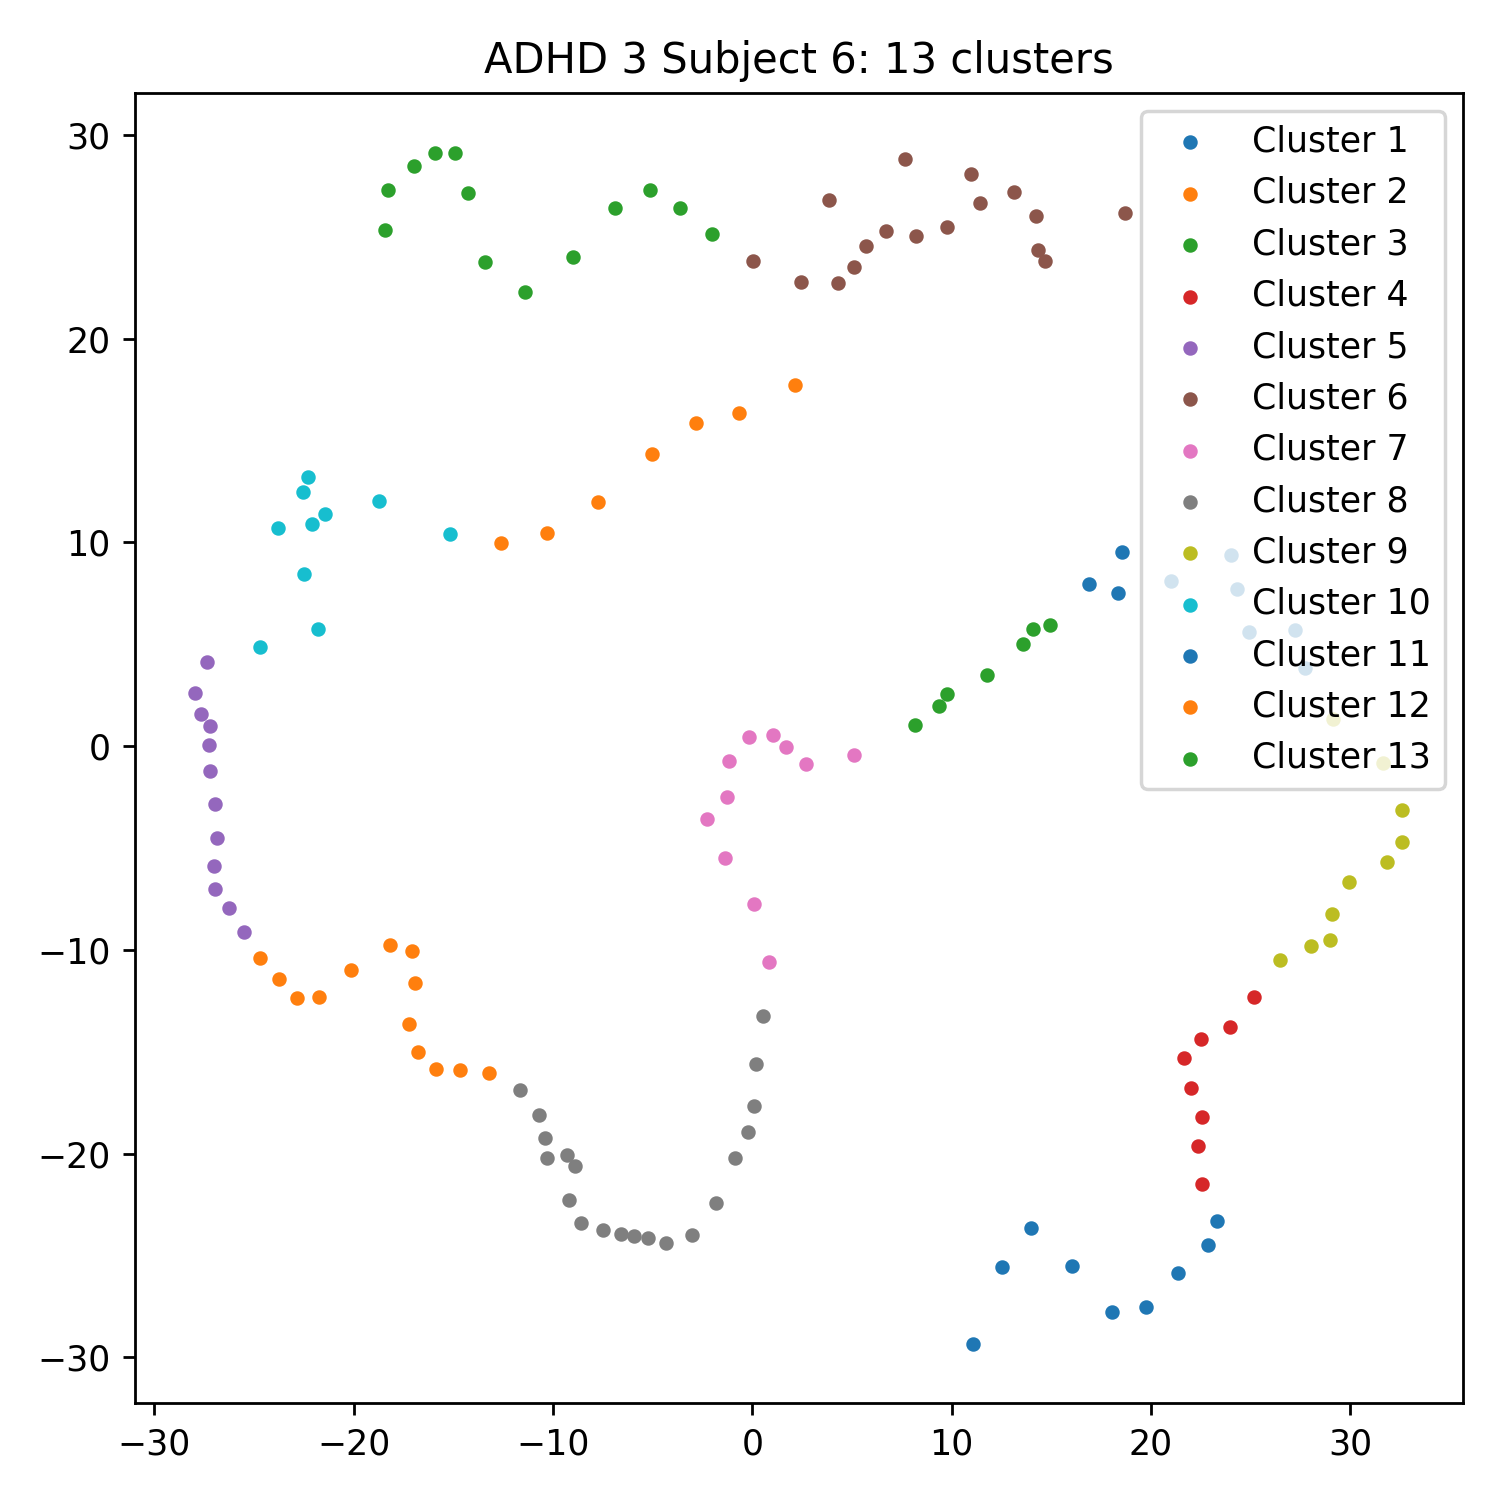 ADHD 3 Subject 6: 13 clusters
30
20
10
0
−10
−20
−30
−30
−20
−10
0
10
20
30
Cluster 1
Cluster 2
Cluster 3
Cluster 4
Cluster 5
Cluster 6
Cluster 7
Cluster 8
Cluster 9
Cluster 10
Cluster 11
Cluster 12
Cluster 13